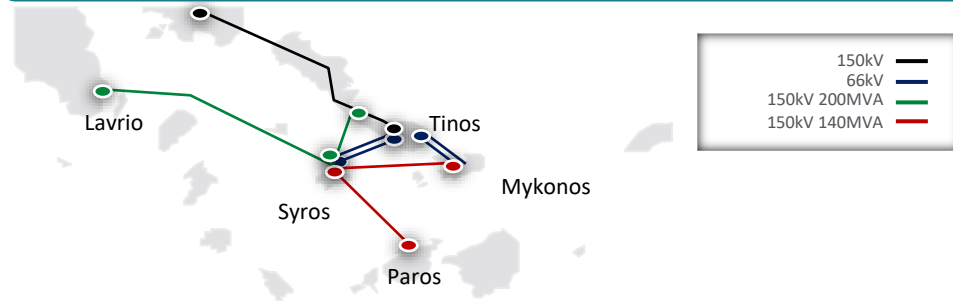 150kV
66kV
150kV 200MVA
150kV 140MVA
Lavrio
Tinos
Mykonos
Syros
Paros